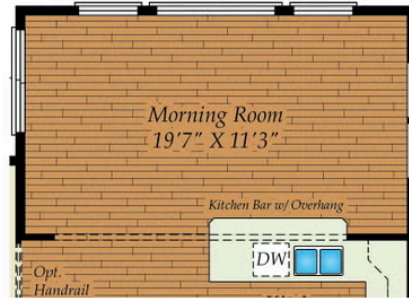 Morning Room
19'7" X 11'3"
Kitchen Bar w/ Overhang
DW
Opt.
Handrail